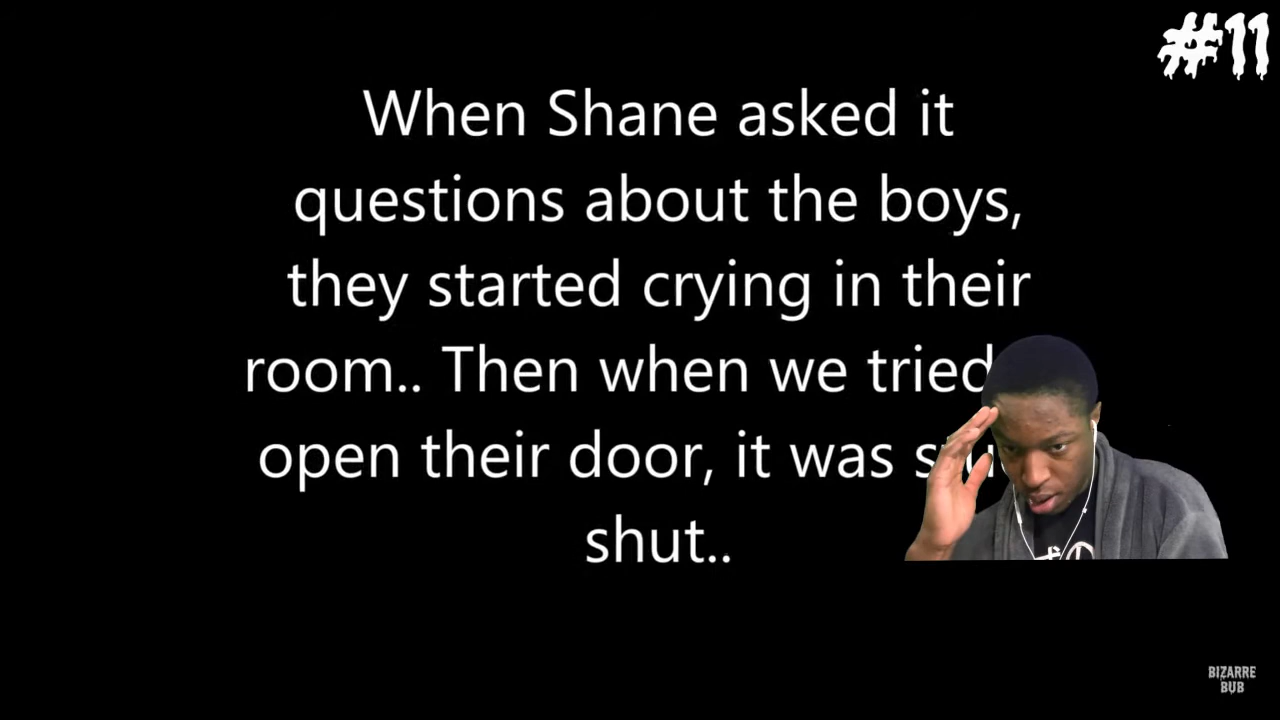 #11
When Shane asked it
questions about the boys,
they started crying in their
room.. Then when we tried
open their door, it was
shut..
BIZARRE
BUB